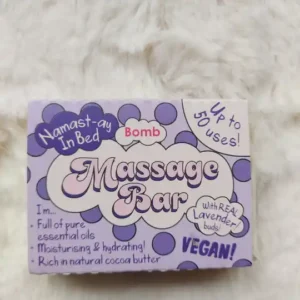 Namast-ay
In Bed
Bomb
Up to
50 uses!
Massage
Bar
I'm...
• Full of pure
essential oils
• Moisturising & hydrating!
• Rich in natural cocoa butter
with REAL
Lavender
buds!
VEGAN!